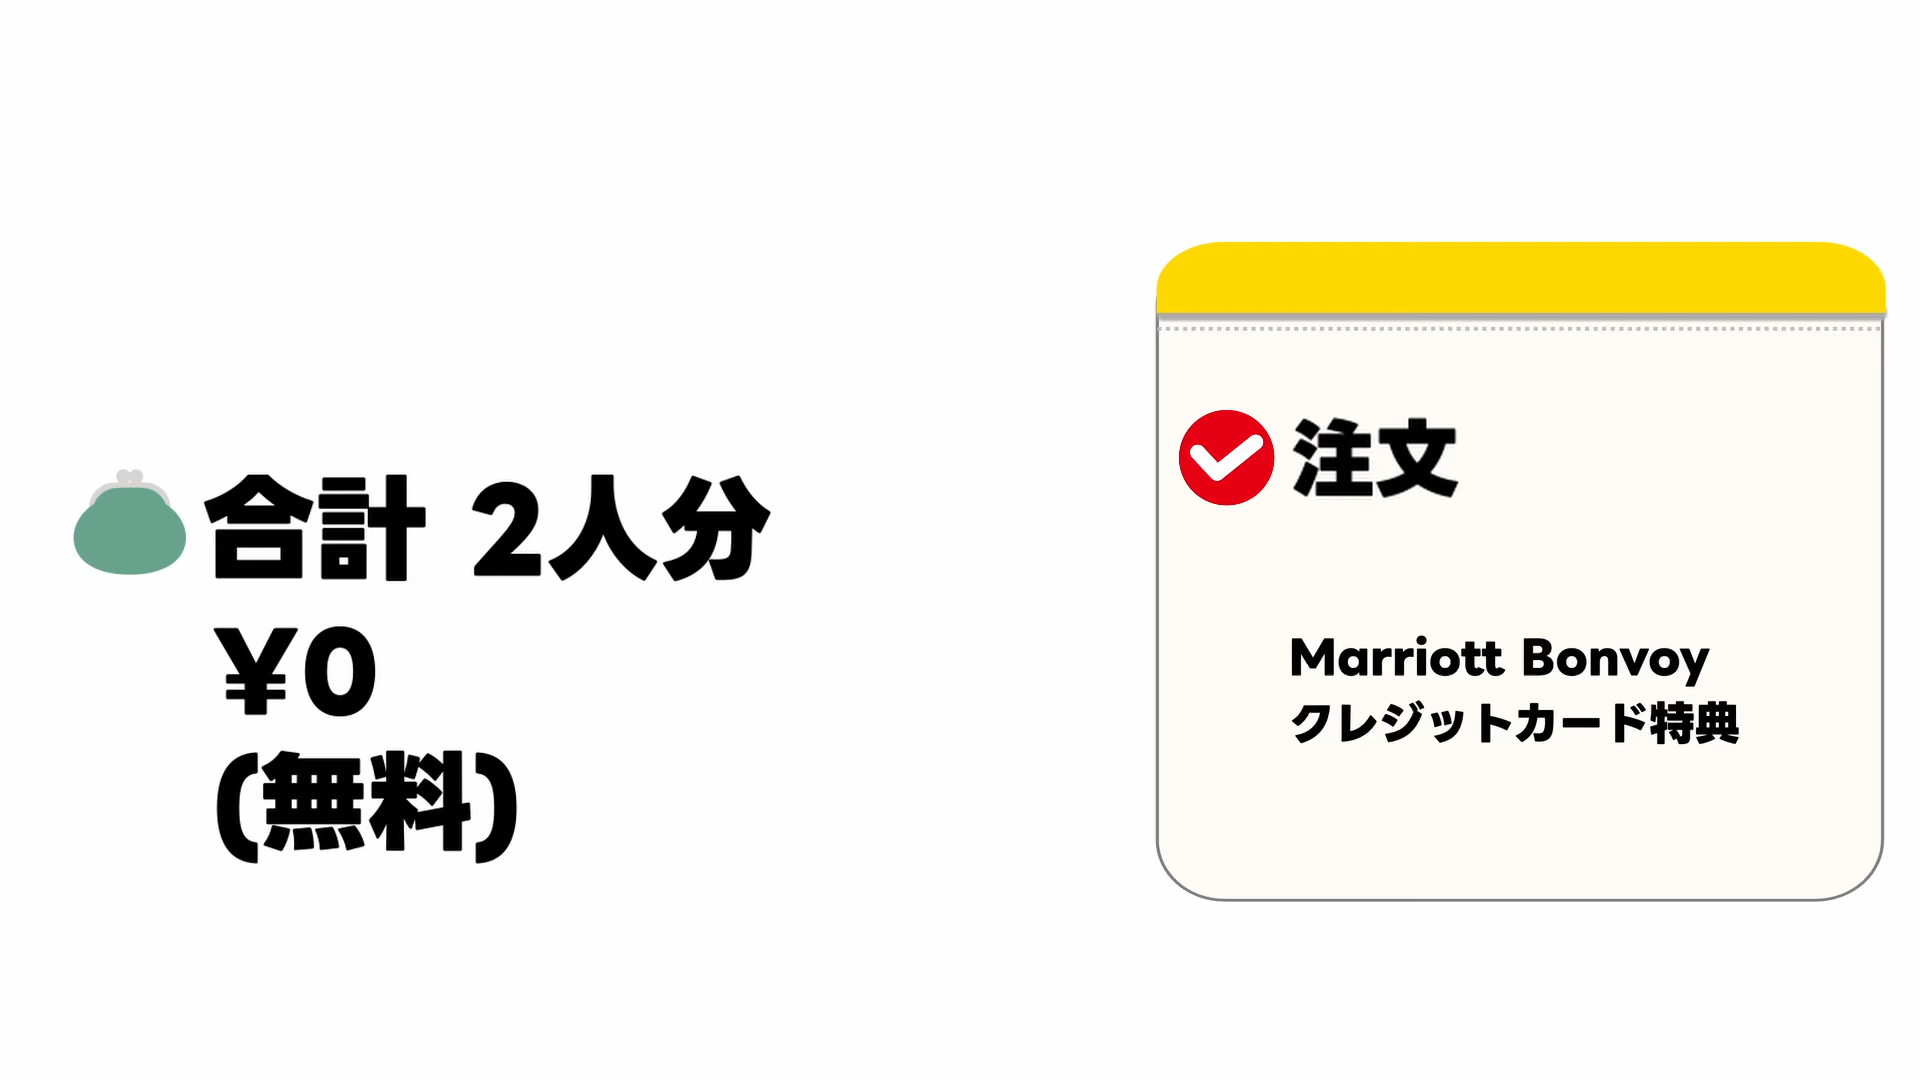 合計 2人分
¥0
(無料)
注文
Marriott Bonvoy
クレジットカード特典